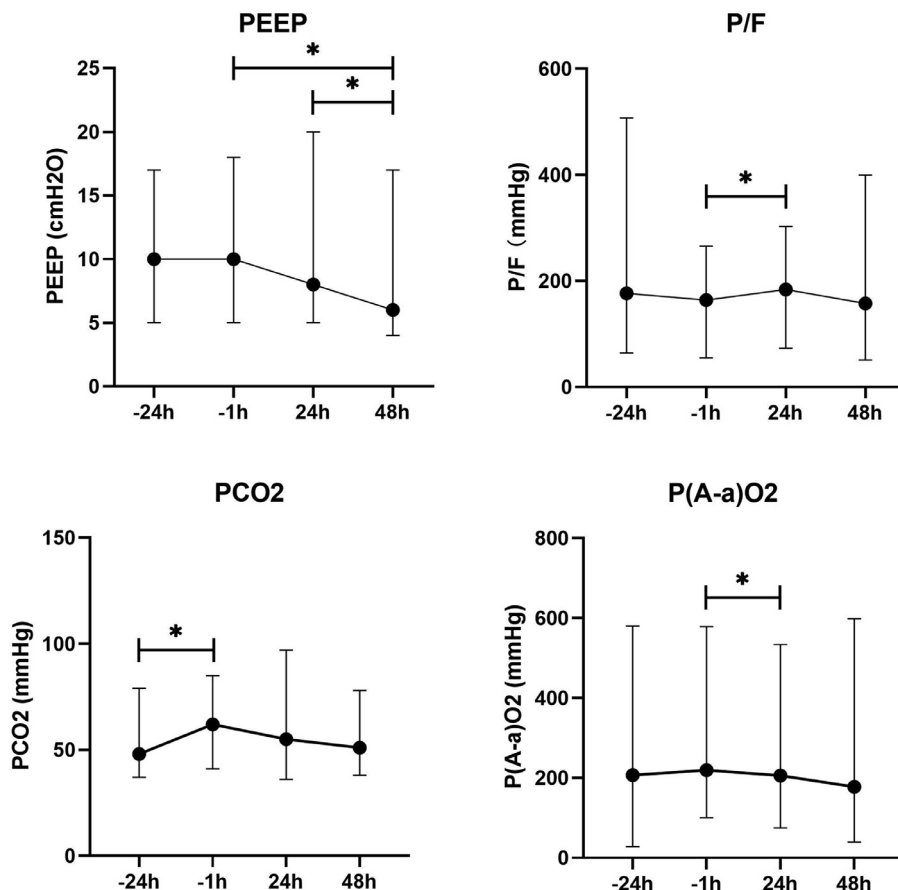 PEEP
*
*
25
20
15
10
5
0
PEEP (cmH2O)
-24h -1h 24h 48h
P/F
*
600
400
200
0
P/F（mmHg)
-24h -1h 24h 48h
PCO2
*
150
100
50
0
PCO2 (mmHg)
-24h -1h 24h 48h
P(A-a)O2
*
800
600
400
200
0
P(A-a)O2 (mmHg)
-24h -1h 24h 48h